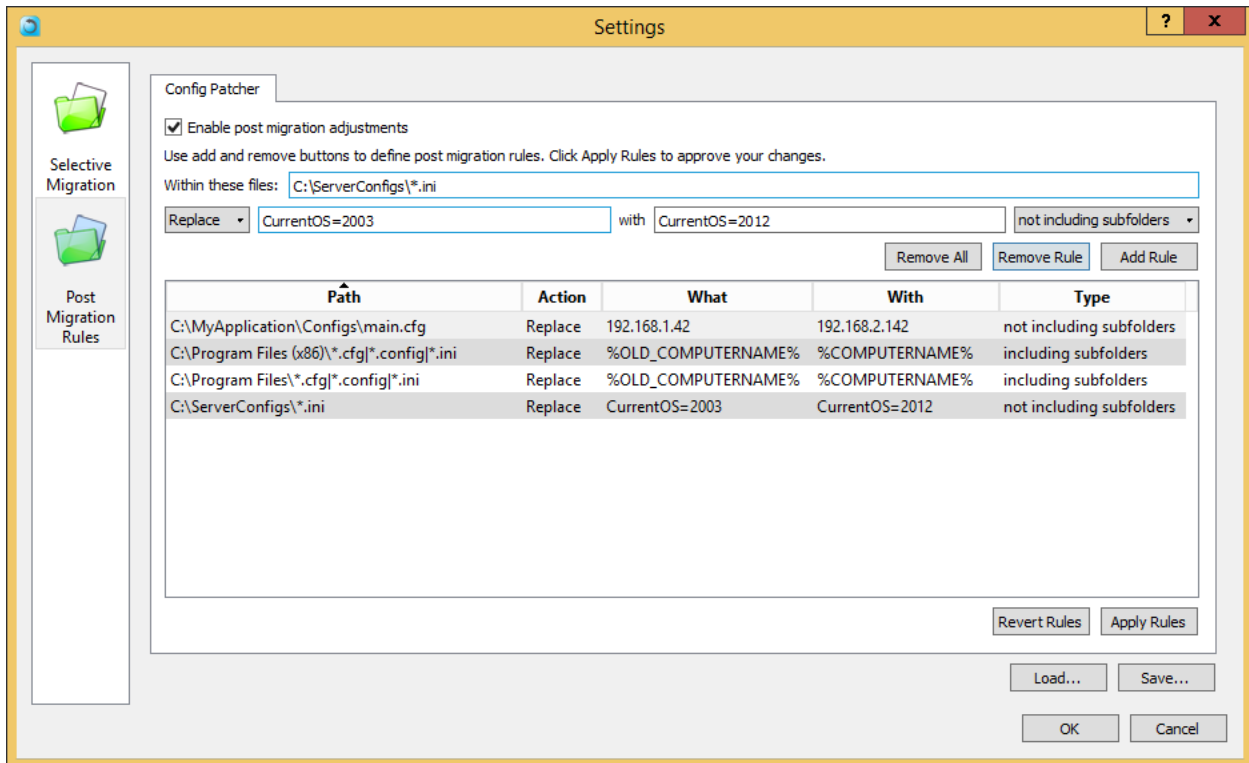 Settings
?
x
Selective
Migration
Post
Migration
Rules
Config Patcher
Enable post migration adjustments
Use add and remove buttons to define post migration rules. Click Apply Rules to approve your changes.
Within these files: C:\ServerConfigs\*.ini
Replace CurrentOS=2003 with CurrentOS=2012 not including subfolders
Remove All Remove Rule Add Rule
Path Action What With Type
C:\MyApplication\Configs\main.cfg Replace 192.168.1.42 192.168.2.142 not including subfolders
C:\Program Files (x86)\*.cfg|*.config|*.ini Replace %OLD_COMPUTERNAME% %COMPUTERNAME% including subfolders
C:\Program Files\*.cfg|*.config|*.ini Replace %OLD_COMPUTERNAME% %COMPUTERNAME% including subfolders
C:\ServerConfigs\*.ini Replace CurrentOS=2003 CurrentOS=2012 not including subfolders
Revert Rules Apply Rules
Load... Save...
OK Cancel